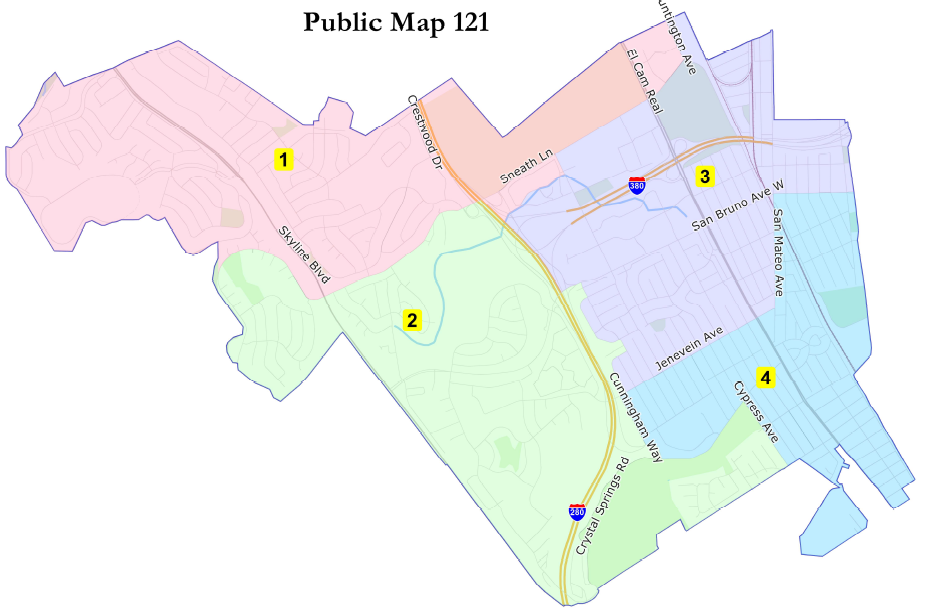 Public Map 121
untington Ave
El Cam Real
Crestwood Dr
Sneath Ln
1
3
380
San Bruno Ave W
Skyline Blvd
San Mateo Ave
2
Jenevein Ave
4
Cunningham Way
Cypress Ave
Crystal Springs Rd
280